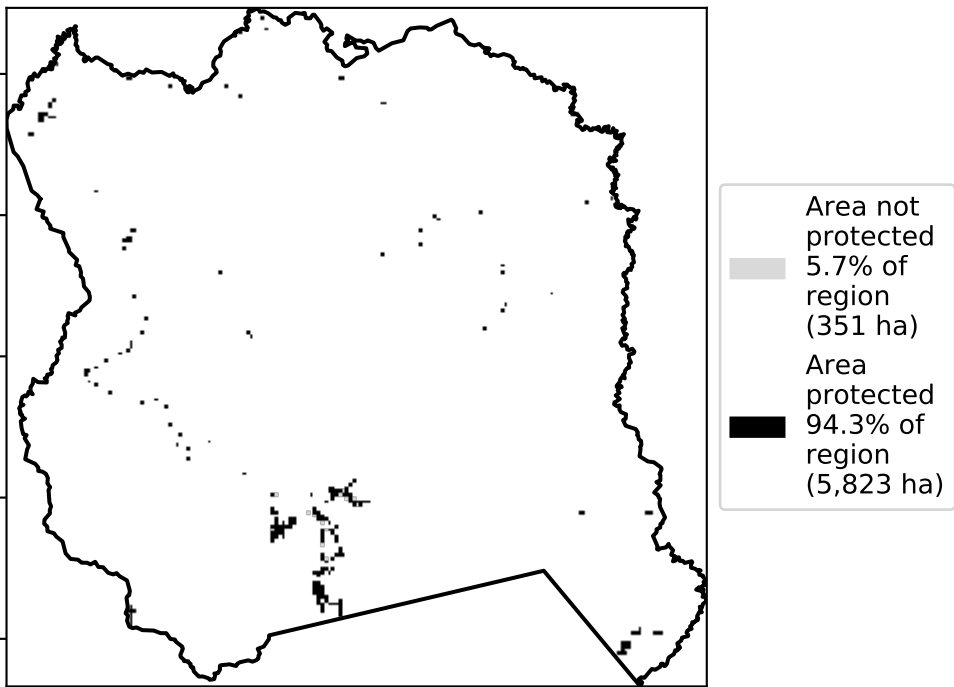 Area not
protected
5.7% of
region
(351 ha)
Area
protected
94.3% of
region
(5,823 ha)